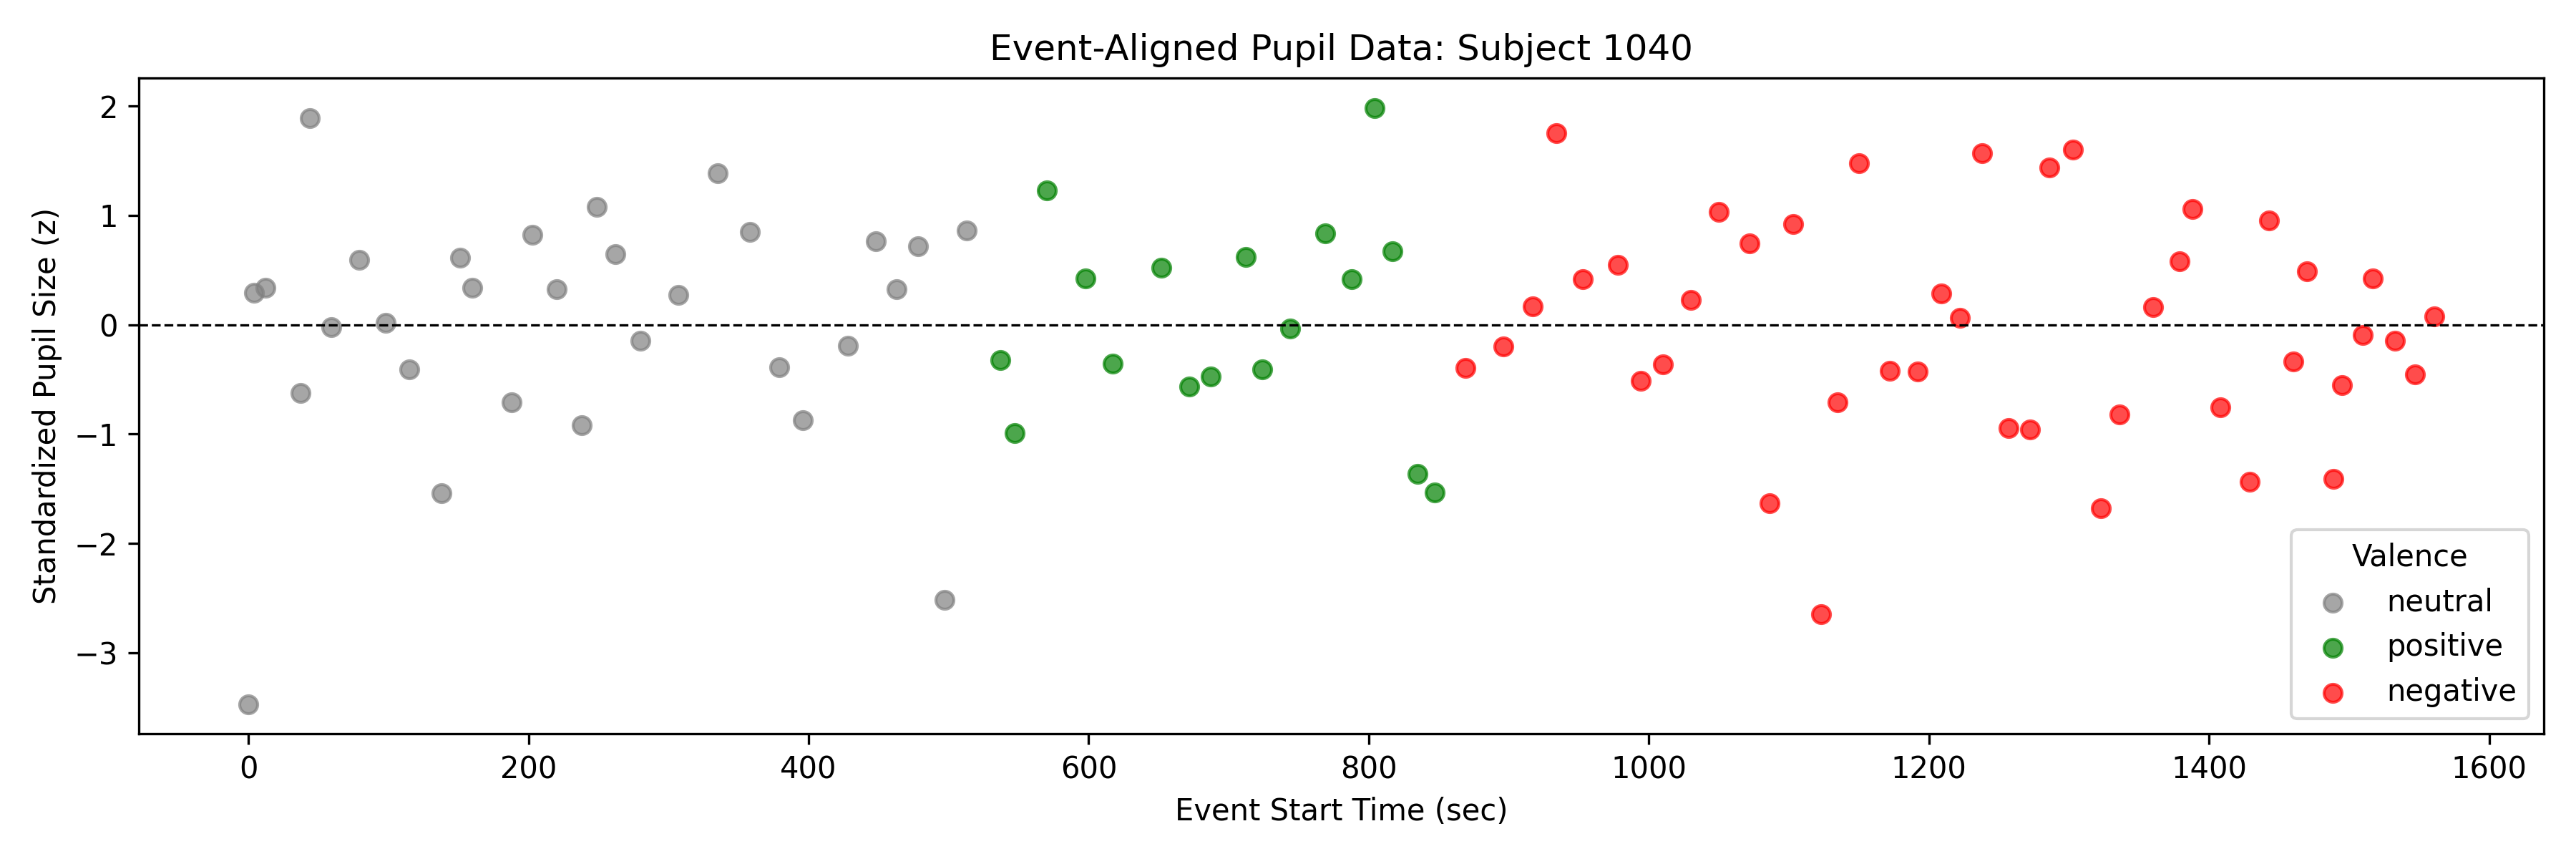 Event-Aligned Pupil Data: Subject 1040
Standardized Pupil Size (z)
2
1
0
−1
−2
−3
Valence
neutral
positive
negative
0 200 400 600 800 1000 1200 1400 1600
Event Start Time (sec)